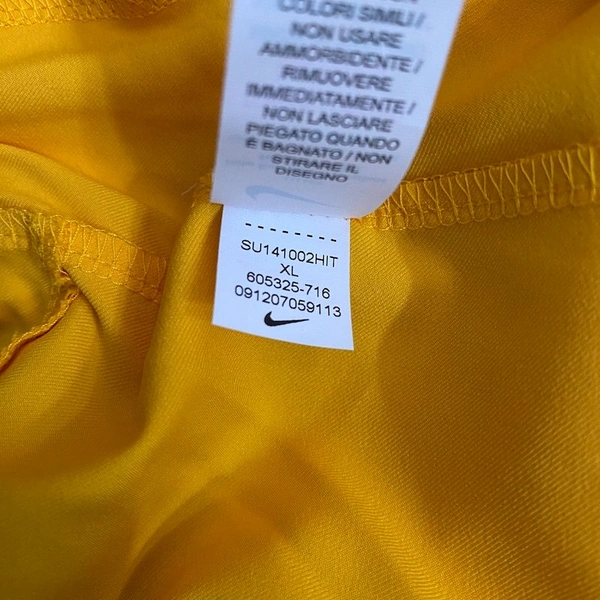 COLORI SIMILI /
NON USARE
AMMORBIDENTE /
RIMUOVERE
IMMEDIATAMENTE /
NON LASCIARE
PIEGATO QUANDO
È BAGNATO / NON
STIRARE IL
DISEGNO
SU141002HIT
XL
605325-716
091207059113